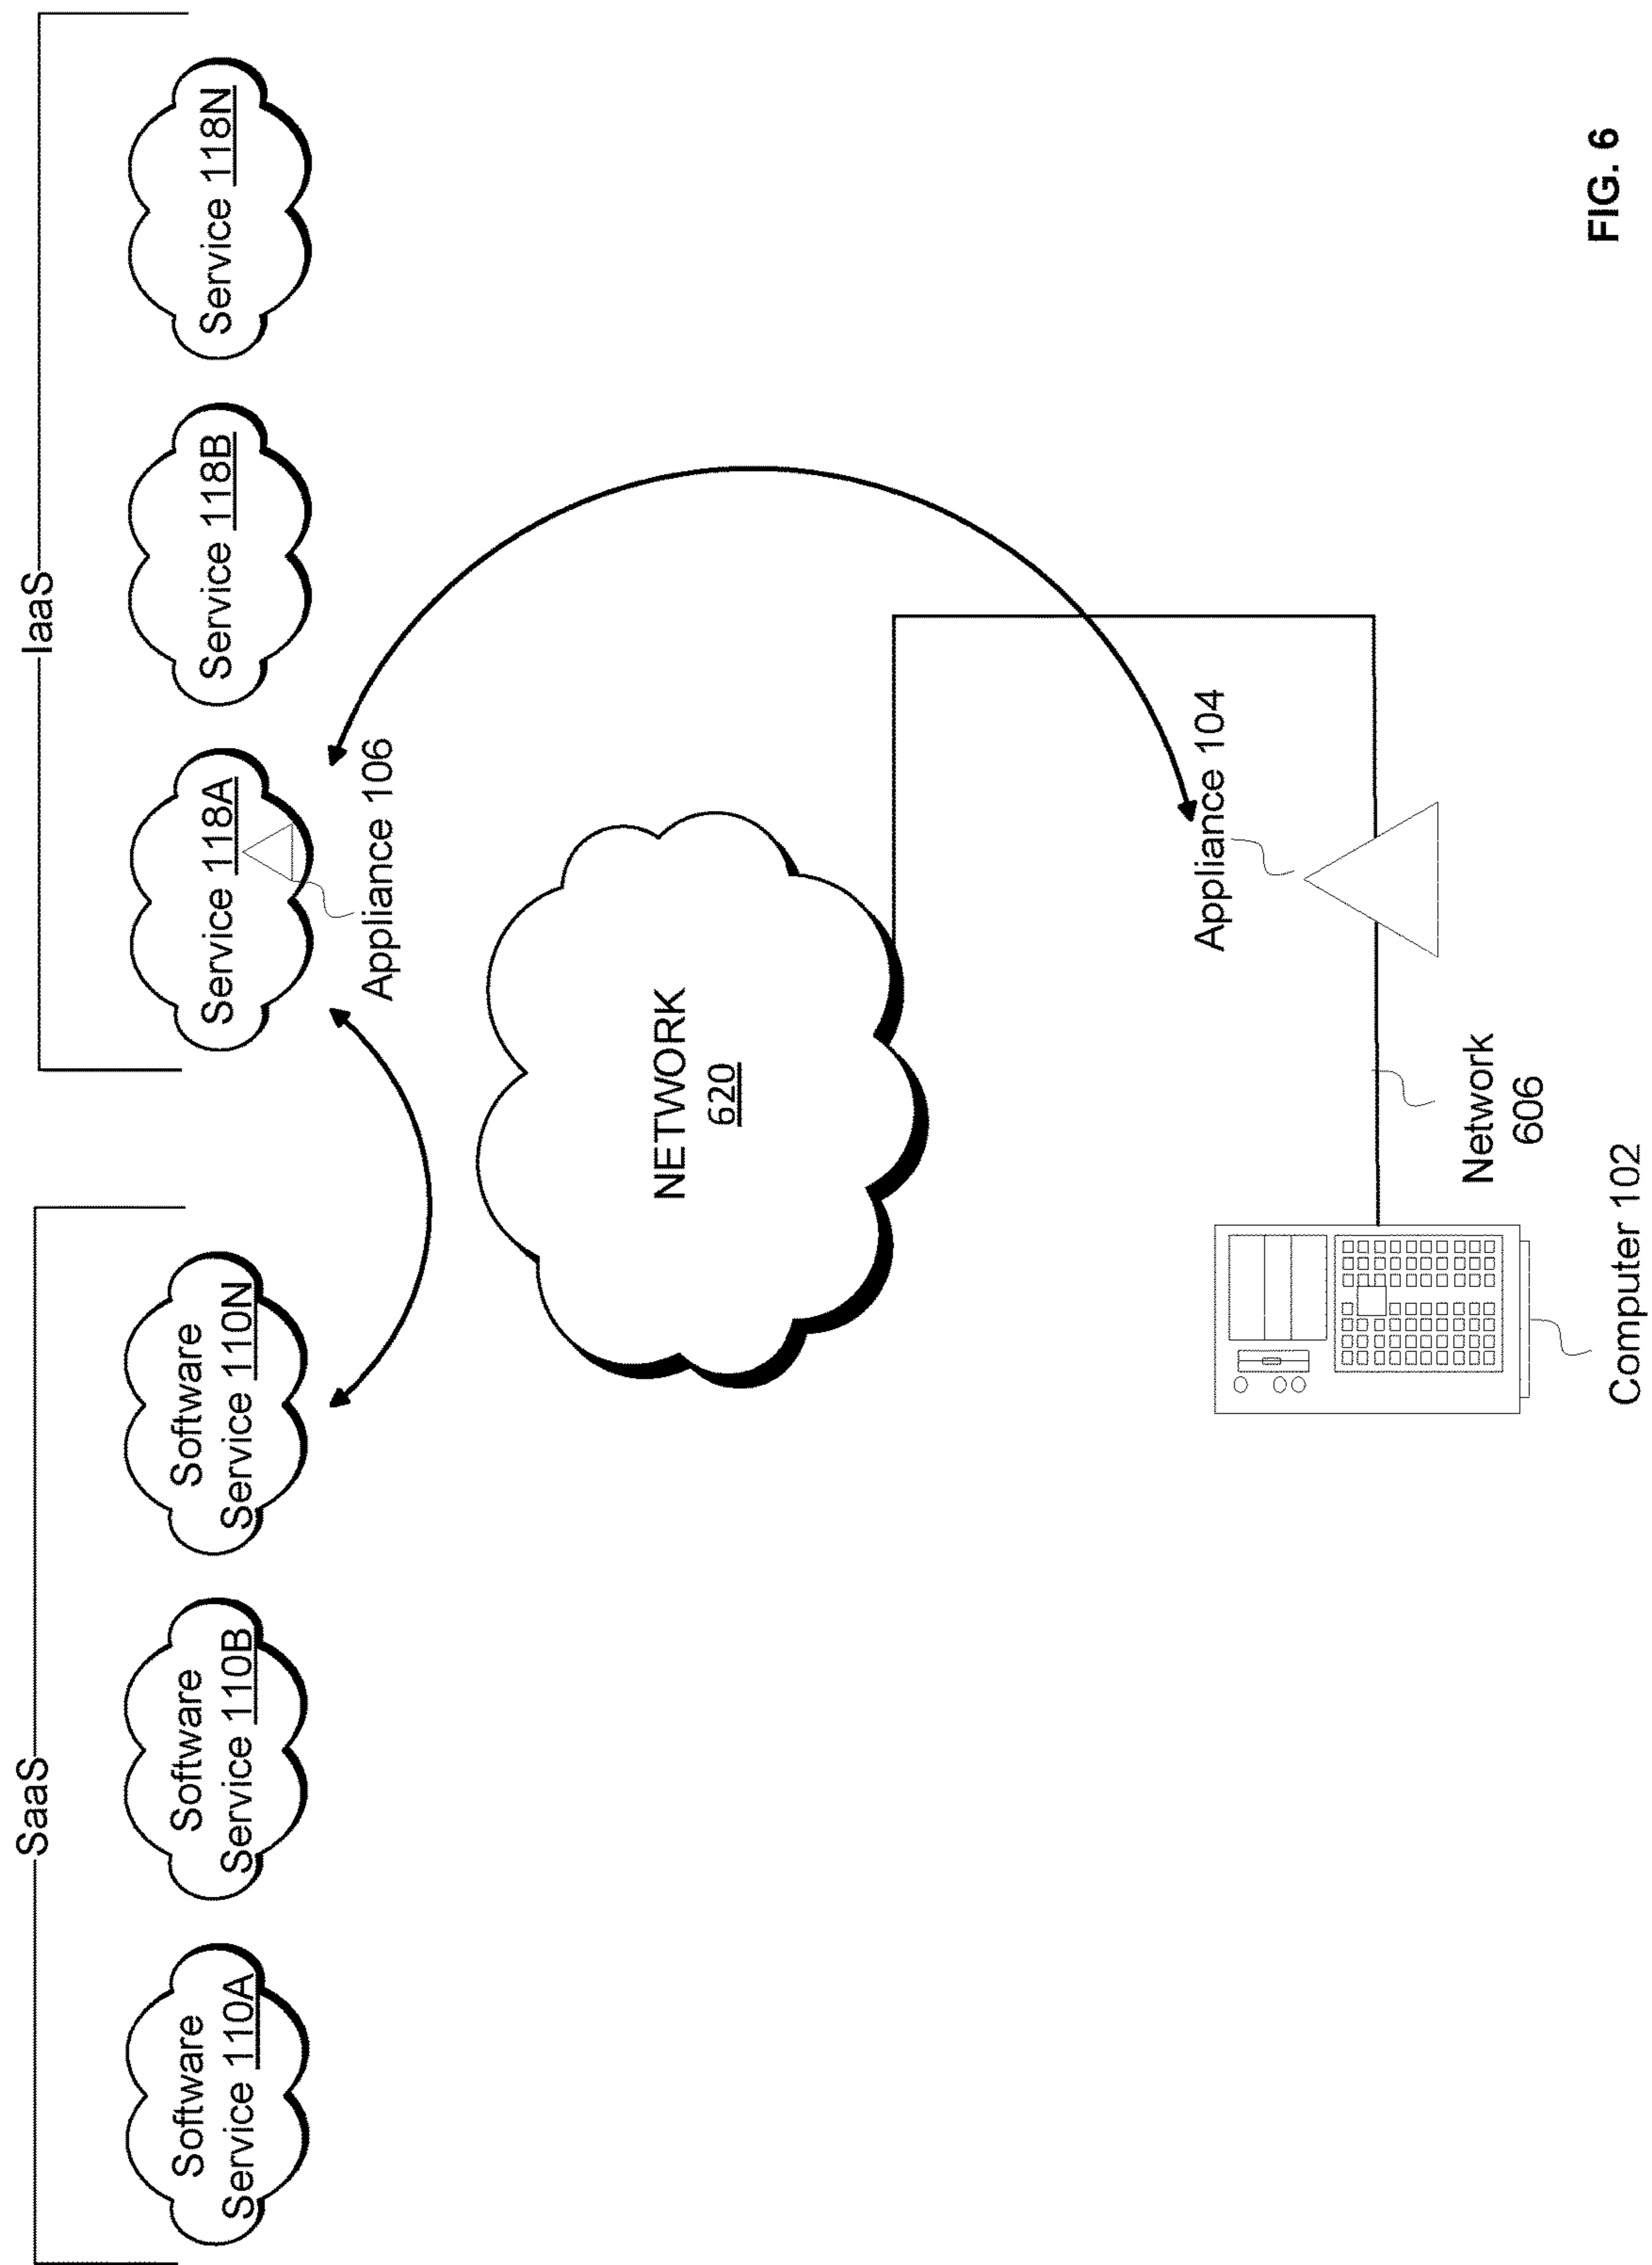 SaaS
IaaS
Software
Service 110A
Software
Service 110B
Software
Service 110N
Service 118A
Service 118B
Service 118N
Appliance 106
NETWORK
620
Appliance 104
Network
606
Computer 102
FIG. 6